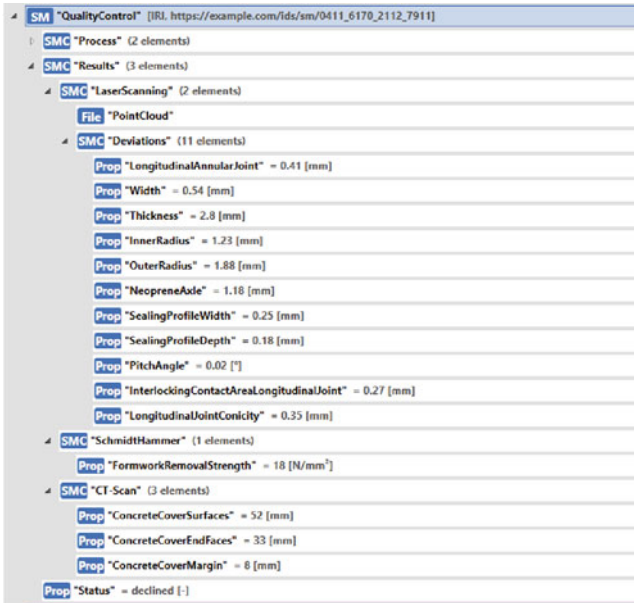 SM "QualityControl" [IRI, https://example.com/ids/sm/0411_6170_2112_7911]
SMC "Process" (2 elements)
SMC "Results" (3 elements)
SMC "LaserScanning" (2 elements)
File "PointCloud"
SMC "Deviations" (11 elements)
Prop "LongitudinalAnnularJoint" = 0.41 [mm]
Prop "Width" = 0.54 [mm]
Prop "Thickness" = 2.8 [mm]
Prop "InnerRadius" = 1.23 [mm]
Prop "OuterRadius" = 1.88 [mm]
Prop "NeopreneAxle" = 1.18 [mm]
Prop "SealingProfileWidth" = 0.25 [mm]
Prop "SealingProfileDepth" = 0.18 [mm]
Prop "PitchAngle" = 0.02 [°]
Prop "InterlockingContactAreaLongitudinalJoint" = 0.27 [mm]
Prop "LongitudinalJointConicity" = 0.35 [mm]
SMC "SchmidtHammer" (1 elements)
Prop "FormworkRemovalStrength" = 18 [N/mm²]
SMC "CT-Scan" (3 elements)
Prop "ConcreteCoverSurfaces" = 52 [mm]
Prop "ConcreteCoverEndFaces" = 33 [mm]
Prop "ConcreteCoverMargin" = 8 [mm]
Prop "Status" = declined [-]